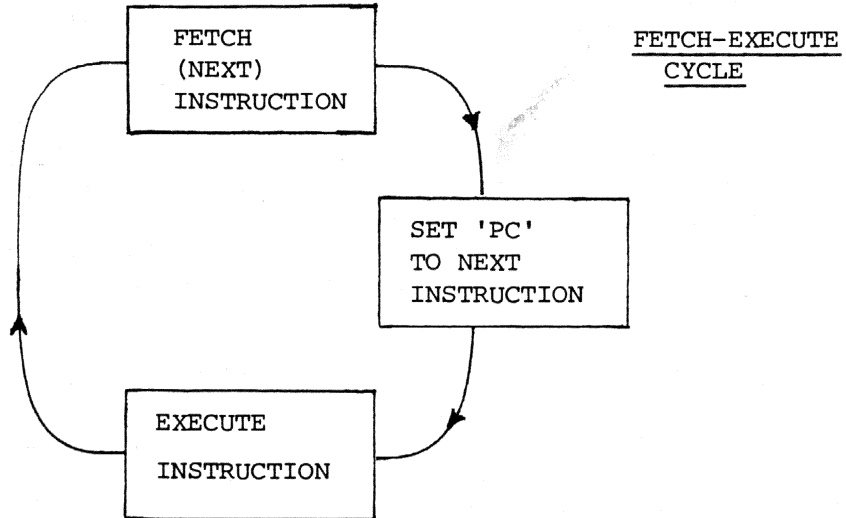 FETCH-EXECUTE
CYCLE
FETCH
(NEXT)
INSTRUCTION
SET 'PC'
TO NEXT
INSTRUCTION
EXECUTE
INSTRUCTION